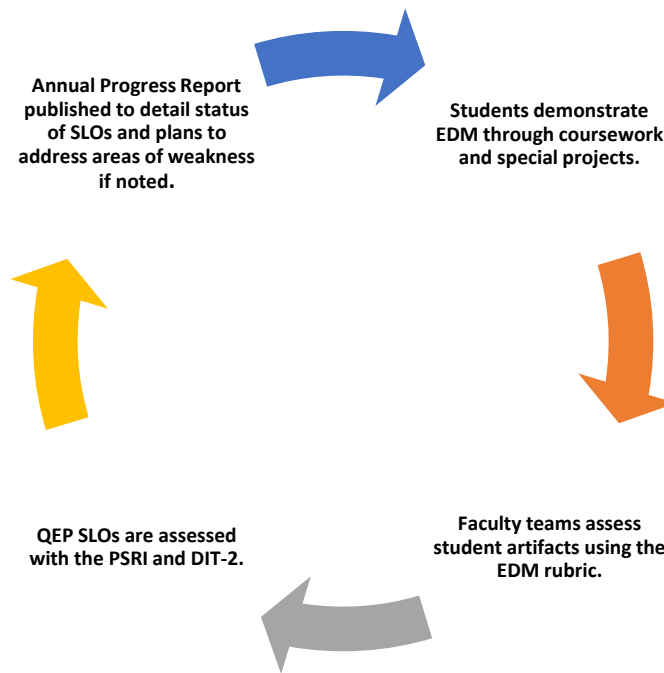 Annual Progress Report
published to detail status
of SLOs and plans to
address areas of weakness
if noted.
Students demonstrate
EDM through coursework
and special projects.
Faculty teams assess
student artifacts using the
EDM rubric.
QEP SLOs are assessed
with the PSRI and DIT-2.